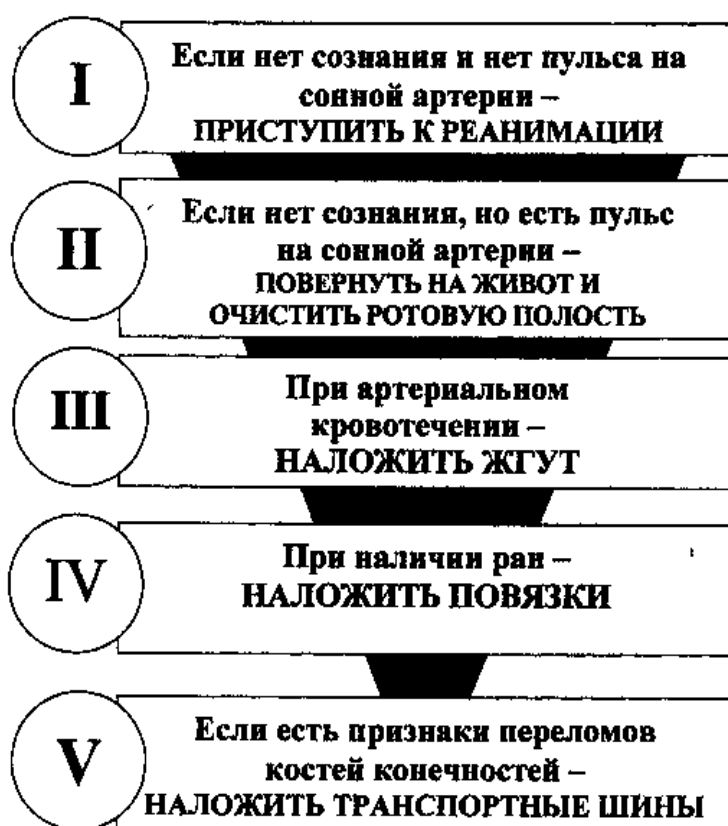 I
Если нет сознания и нет пульса на
сонной артерии –
ПРИСТУПИТЬ К РЕАНИМАЦИИ
II
Если нет сознания, но есть пульс
на сонной артерии –
ПОВЕРНУТЬ НА ЖИВОТ И
ОЧИСТИТЬ РОТОВУЮ ПОЛОСТЬ
III
При артериальном
кровотечении –
НАЛОЖИТЬ ЖГУТ
IV
При наличии ран –
НАЛОЖИТЬ ПОВЯЗКИ
V
Если есть признаки переломов
костей конечностей –
НАЛОЖИТЬ ТРАНСПОРТНЫЕ ШИНЫ